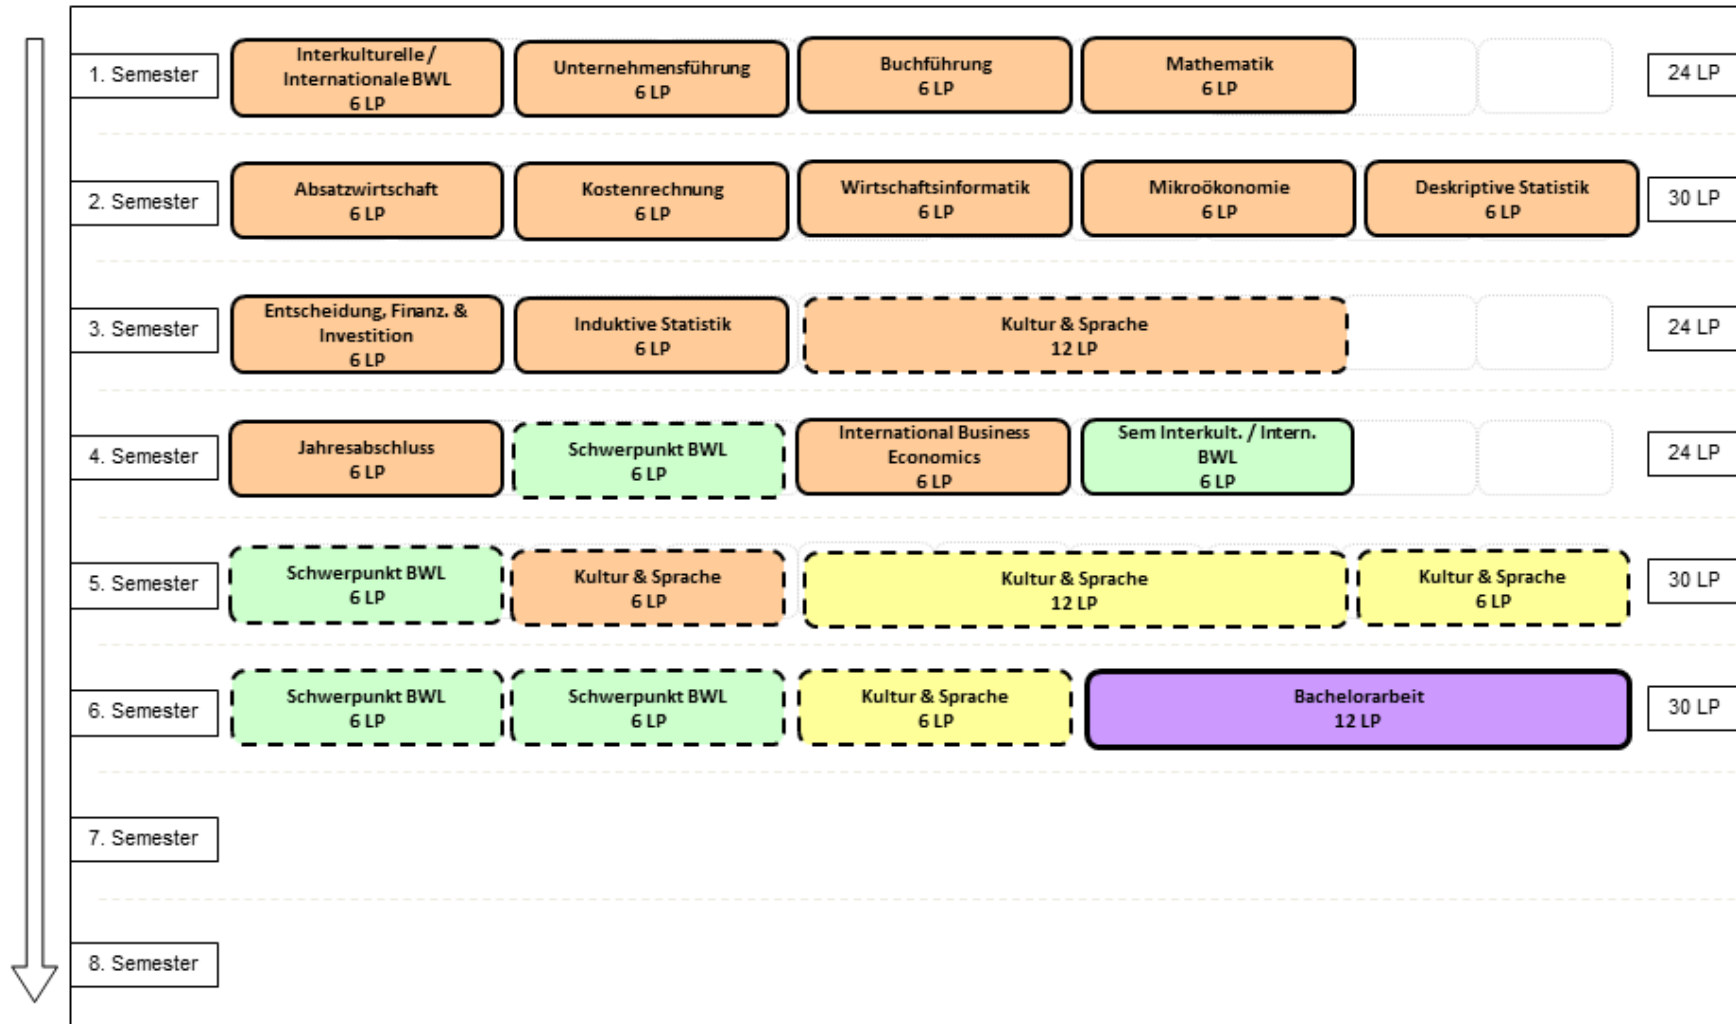 1. Semester
Interkulturelle /
Internationale BWL
6 LP
Unternehmensführung
6 LP
Buchführung
6 LP
Mathematik
6 LP
24 LP
2. Semester
Absatzwirtschaft
6 LP
Kostenrechnung
6 LP
Wirtschaftsinformatik
6 LP
Mikroökonomie
6 LP
Deskriptive Statistik
6 LP
30 LP
3. Semester
Entscheidung, Finanz. &
Investition
6 LP
Induktive Statistik
6 LP
Kultur & Sprache
12 LP
24 LP
4. Semester
Jahresabschluss
6 LP
Schwerpunkt BWL
6 LP
International Business
Economics
6 LP
Sem Interkult. / Intern.
BWL
6 LP
24 LP
5. Semester
Schwerpunkt BWL
6 LP
Kultur & Sprache
6 LP
Kultur & Sprache
12 LP
Kultur & Sprache
6 LP
30 LP
6. Semester
Schwerpunkt BWL
6 LP
Schwerpunkt BWL
6 LP
Kultur & Sprache
6 LP
Bachelorarbeit
12 LP
30 LP
7. Semester
8. Semester